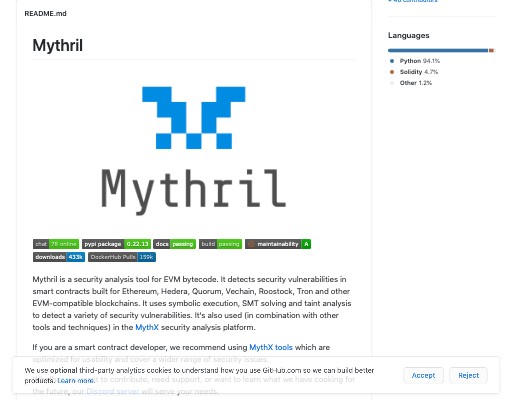 + 46 contributors
README.md
Languages
Python 94.1%
Solidity 4.7%
Other 1.2%
Mythril
Mythril
chat 78 online pypi package 0.22.13 docs passing build passing maintainability A
downloads 433k DockerHub Pulls 159k
Mythril is a security analysis tool for EVM bytecode. It detects security vulnerabilities in
smart contracts built for Ethereum, Hedera, Quorum, Vechain, Roostock, Tron and other
EVM-compatible blockchains. It uses symbolic execution, SMT solving and taint analysis
to detect a variety of security vulnerabilities. It's also used (in combination with other
tools and techniques) in the MythX security analysis platform.
If you are a smart contract developer, we recommend using MythX tools which are
optimized for usability and cover a wider range of security issues.
We use optional third-party analytics cookies to understand how you use GitHub.com so we can build better
products. Learn more.
Accept
Reject
to contribute, need support, or want to learn what we have cooking for
the future, our Discord server will serve your needs.